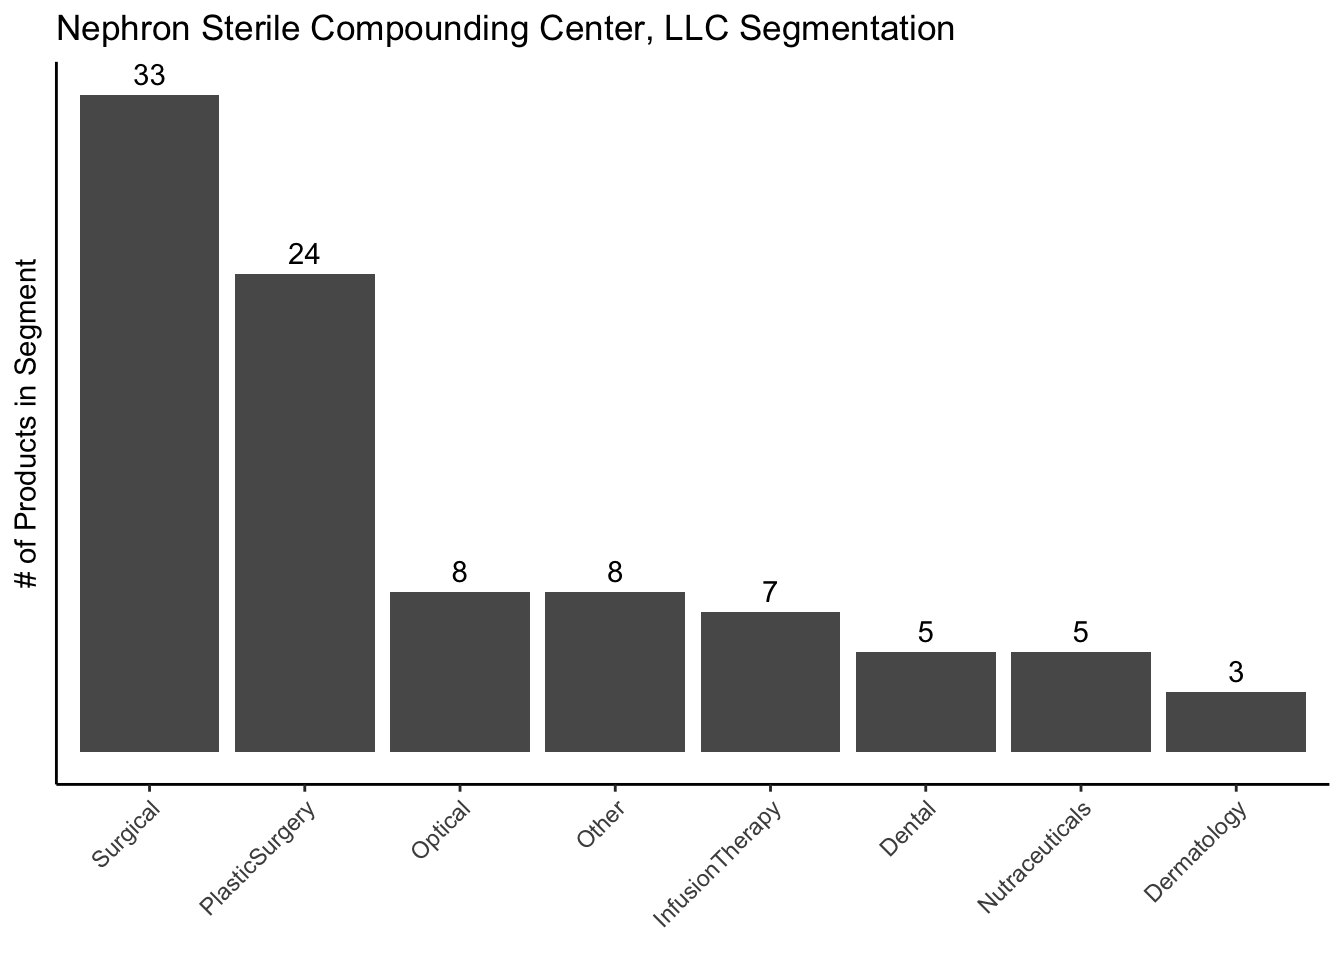 Nephron Sterile Compounding Center, LLC Segmentation
33
24
8
8
7
5
5
3
# of Products in Segment
Surgical
PlasticSurgery
Optical
Other
InfusionTherapy
Dental
Nutraceuticals
Dermatology